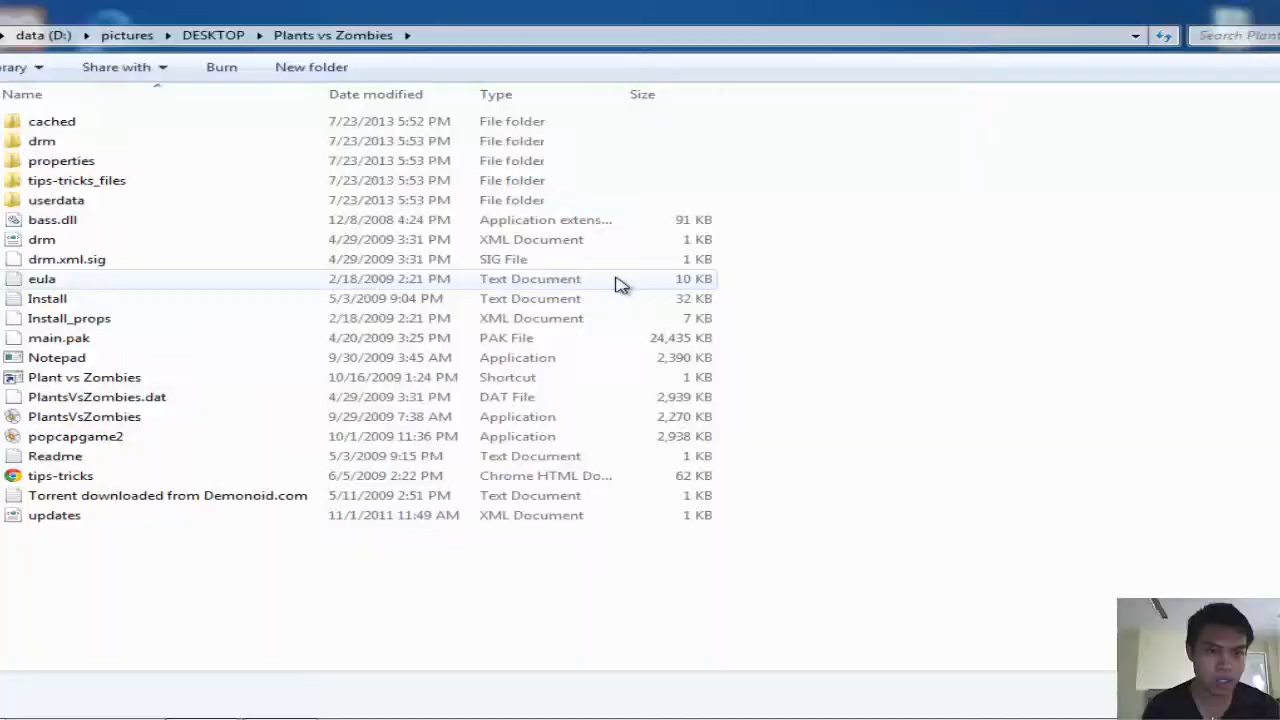 data (D:) pictures DESKTOP Plants vs Zombies Search Plant
rary Share with Burn New folder
Name Date modified Type Size
cached 7/23/2013 5:52 PM File folder
drm 7/23/2013 5:53 PM File folder
properties 7/23/2013 5:53 PM File folder
tips-tricks_files 7/23/2013 5:53 PM File folder
userdata 7/23/2013 5:53 PM File folder
bass.dll 12/8/2008 4:24 PM Application extens... 91 KB
drm 4/29/2009 3:31 PM XML Document 1 KB
drm.xml.sig 4/29/2009 3:31 PM SIG File 1 KB
eula 2/18/2009 2:21 PM Text Document 10 KB
Install 5/3/2009 9:04 PM Text Document 32 KB
Install_props 2/18/2009 2:21 PM XML Document 7 KB
main.pak 4/20/2009 3:25 PM PAK File 24,435 KB
Notepad 9/30/2009 3:45 AM Application 2,390 KB
Plant vs Zombies 10/16/2009 1:24 PM Shortcut 1 KB
PlantsVsZombies.dat 4/29/2009 3:31 PM DAT File 2,939 KB
PlantsVsZombies 9/29/2009 7:38 AM Application 2,270 KB
popcapgame2 10/1/2009 11:36 PM Application 2,938 KB
Readme 5/3/2009 9:15 PM Text Document 1 KB
tips-tricks 6/5/2009 2:22 PM Chrome HTML Do... 62 KB
Torrent downloaded from Demonoid.com 5/11/2009 2:51 PM Text Document 1 KB
updates 11/1/2011 11:49 AM XML Document 1 KB